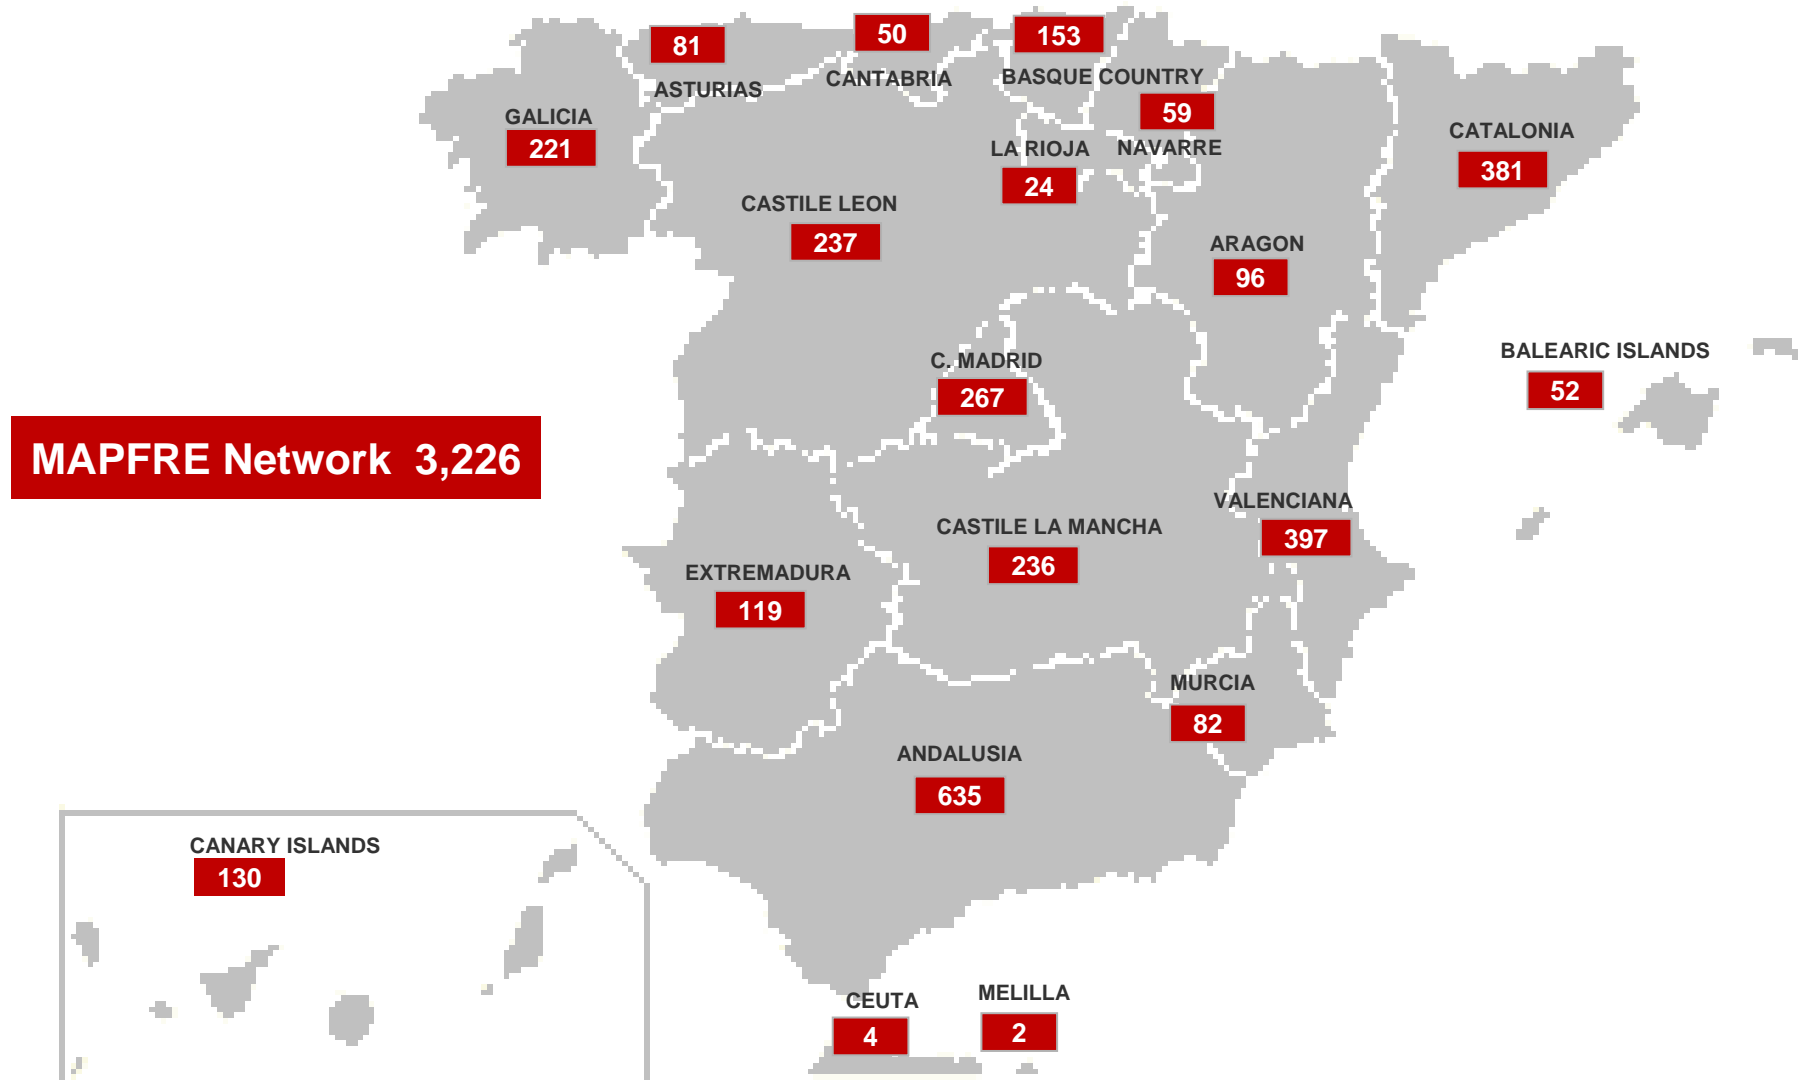 81
50
153
ASTURIAS
CANTABRIA
BASQUE COUNTRY
59
GALICIA
221
LA RIOJA
24
NAVARRE
CATALONIA
381
CASTILE LEON
237
ARAGON
96
C. MADRID
267
BALEARIC ISLANDS
52
MAPFRE Network 3,226
VALENCIANA
397
CASTILE LA MANCHA
236
EXTREMADURA
119
MURCIA
82
ANDALUSIA
635
CANARY ISLANDS
130
CEUTA
4
MELILLA
2